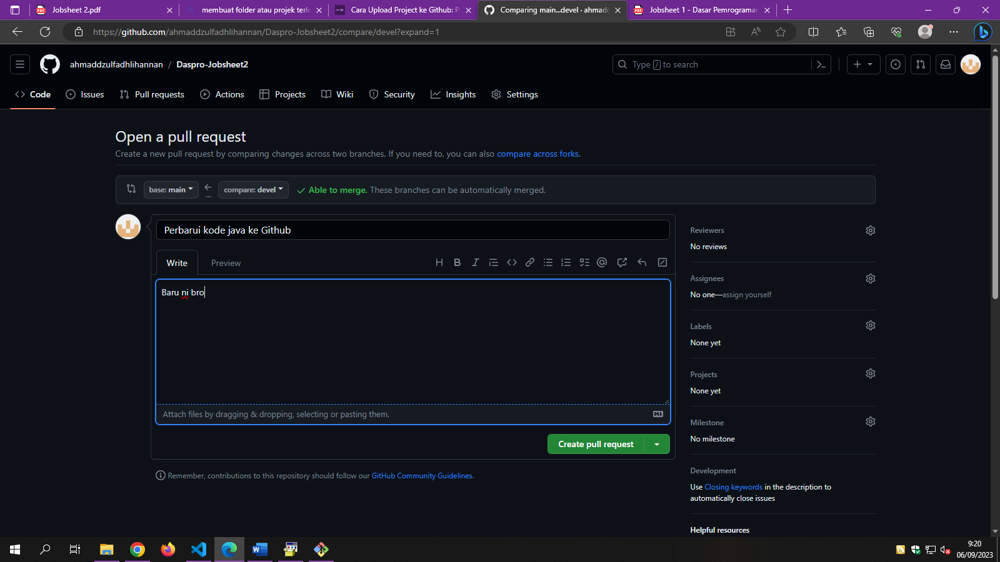 Jobsheet 2.pdf
membuat folder atau projek terle
Cara Upload Project ke Github: P
Comparing main...devel · ahmadd
Jobsheet 1 - Dasar Pemrograman
https://github.com/ahmaddzulfadhlihannan/Daspro-Jobsheet2/compare/devel?expand=1
ahmaddzulfadhlihannan / Daspro-Jobsheet2
Type / to search
Code
Issues
Pull requests
Actions
Projects
Wiki
Security
Insights
Settings
Open a pull request
Create a new pull request by comparing changes across two branches. If you need to, you can also compare across forks.
base: main
...
compare: devel
Able to merge. These branches can be automatically merged.
Perbarui kode java ke Github
Write
Preview
Baru ni bro
Attach files by dragging & dropping, selecting or pasting them.
Create pull request
Remember, contributions to this repository should follow our GitHub Community Guidelines.
Reviewers
No reviews
Assignees
No one—assign yourself
Labels
None yet
Projects
None yet
Milestone
No milestone
Development
Use Closing keywords in the description to
automatically close issues
Helpful resources
9:20
06/09/2023